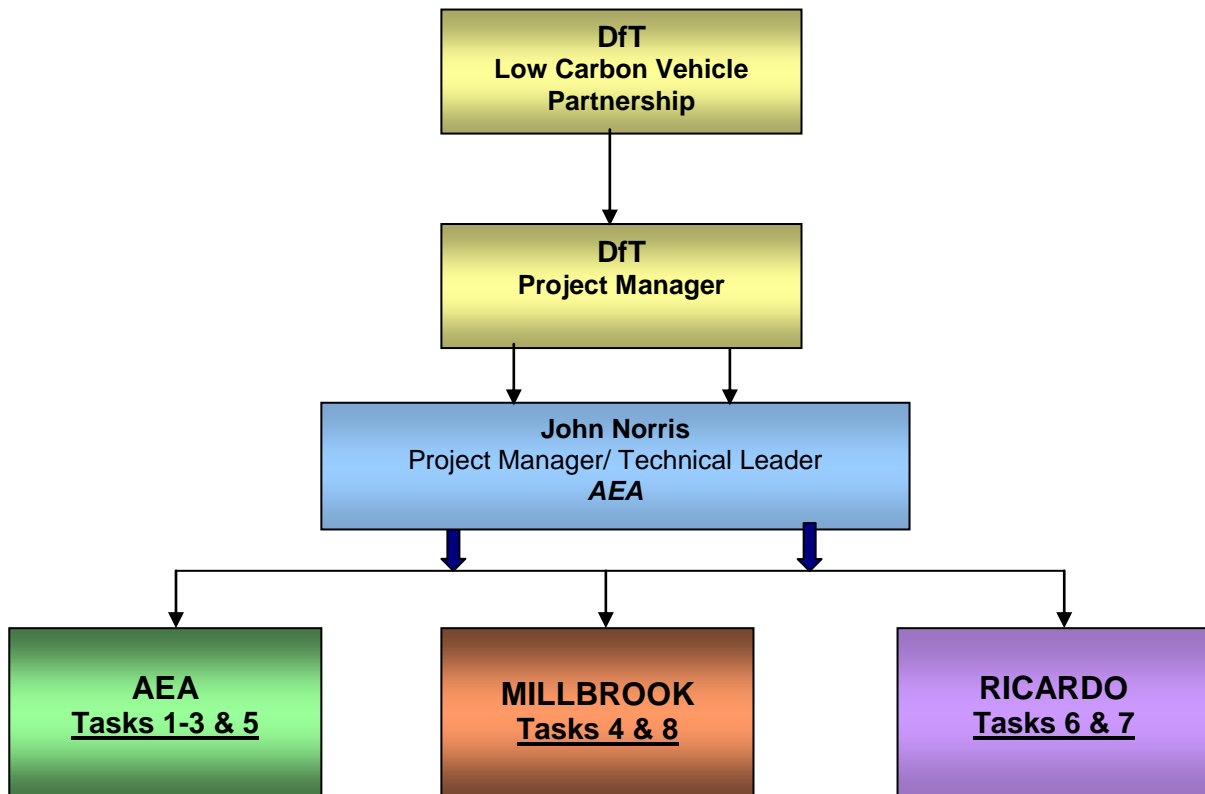 DfT
Low Carbon Vehicle
Partnership
DfT
Project Manager
John Norris
Project Manager/ Technical Leader
AEA
AEA
Tasks 1-3 & 5
MILLBROOK
Tasks 4 & 8
RICARDO
Tasks 6 & 7